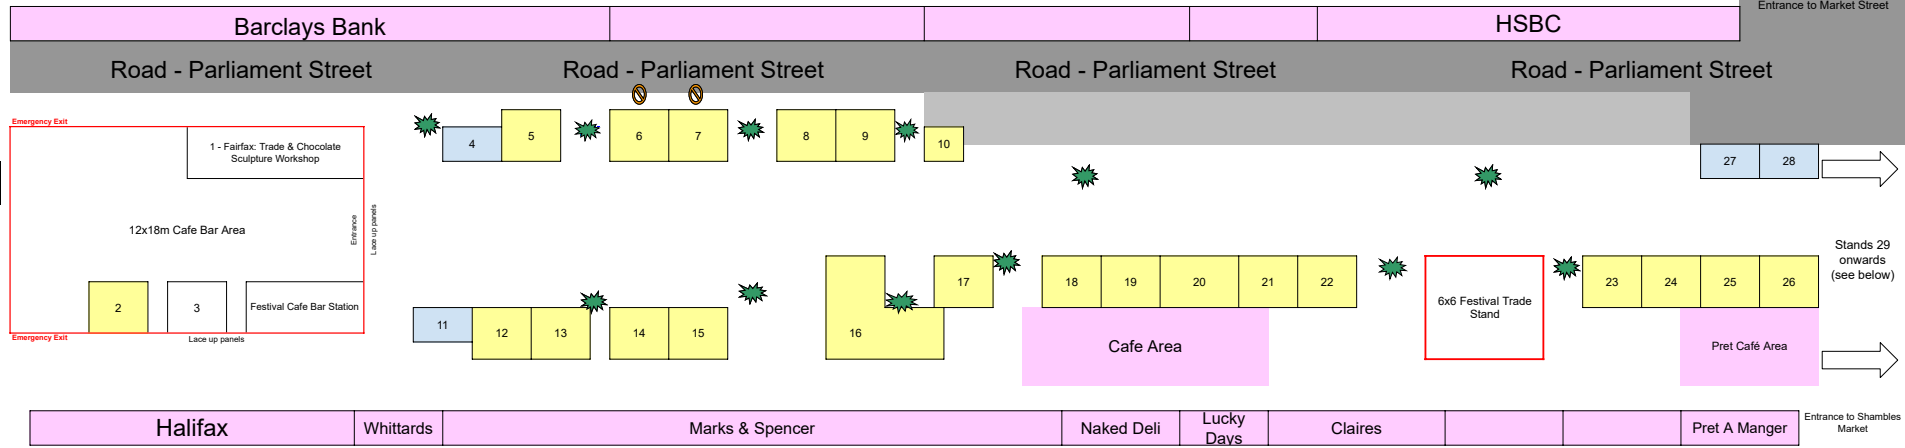 Entrance to Market Street
Barclays Bank
HSBC
Road - Parliament Street
Road - Parliament Street
Road - Parliament Street
Road - Parliament Street
Emergency Exit
1 - Fairfax: Trade & Chocolate
Sculpture Workshop
4
5
6
7
8
9
10
27
28
12x18m Cafe Bar Area
Entrance
Lace up panels
2
3
Festival Cafe Bar Station
Emergency Exit
Lace up panels
11
12
13
14
15
16
17
18
19
20
21
22
6x6 Festival Trade
Stand
23
24
25
26
Stands 29
onwards
(see below)
Cafe Area
Pret Café Area
Halifax
Whittards
Marks & Spencer
Naked Deli
Lucky
Days
Claires
Pret A Manger
Entrance to Shambles
Market